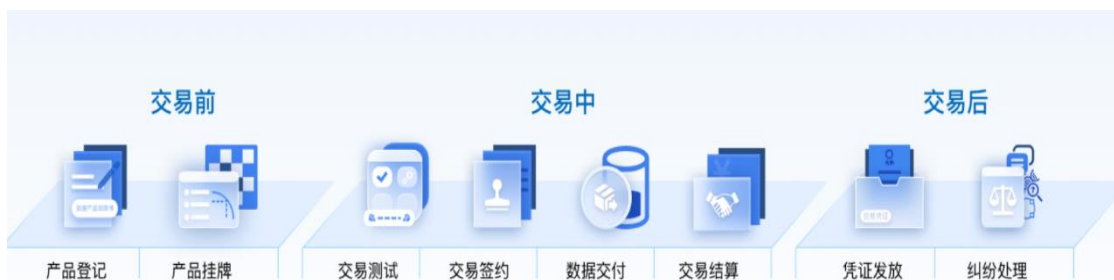 交易前
交易中
交易后
产品登记
产品挂牌
交易测试
交易签约
数据交付
交易结算
凭证发放
纠纷处理